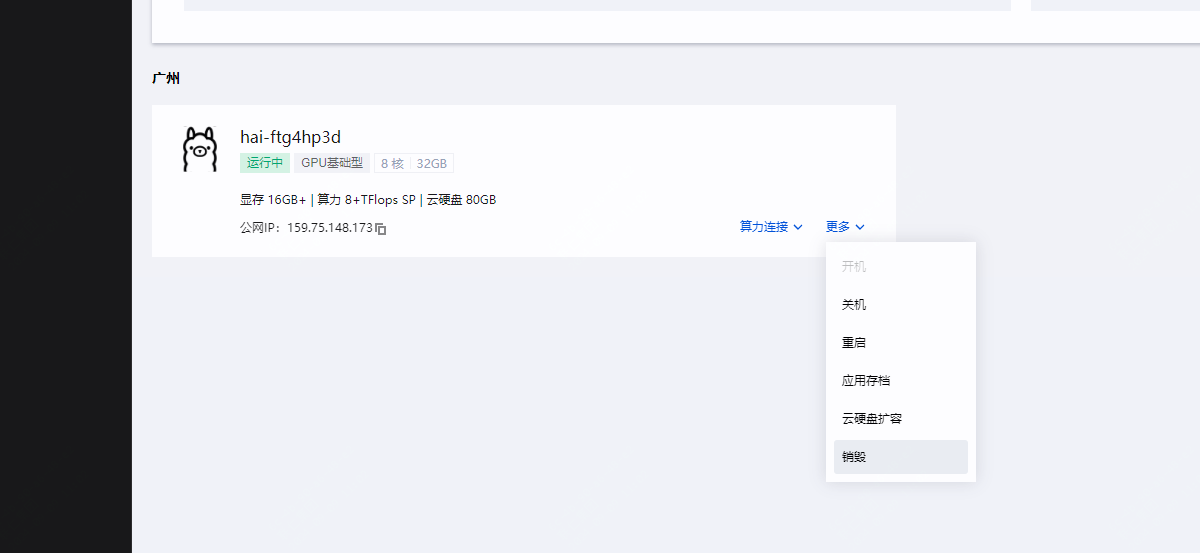 广州
hai-ftg4hp3d
运行中 GPU基础型 8 核 32GB
显存 16GB+ | 算力 8+TFlops SP | 云硬盘 80GB
公网IP： 159.75.148.173 算力连接 更多
开机
关机
重启
应用存档
云硬盘扩容
销毁